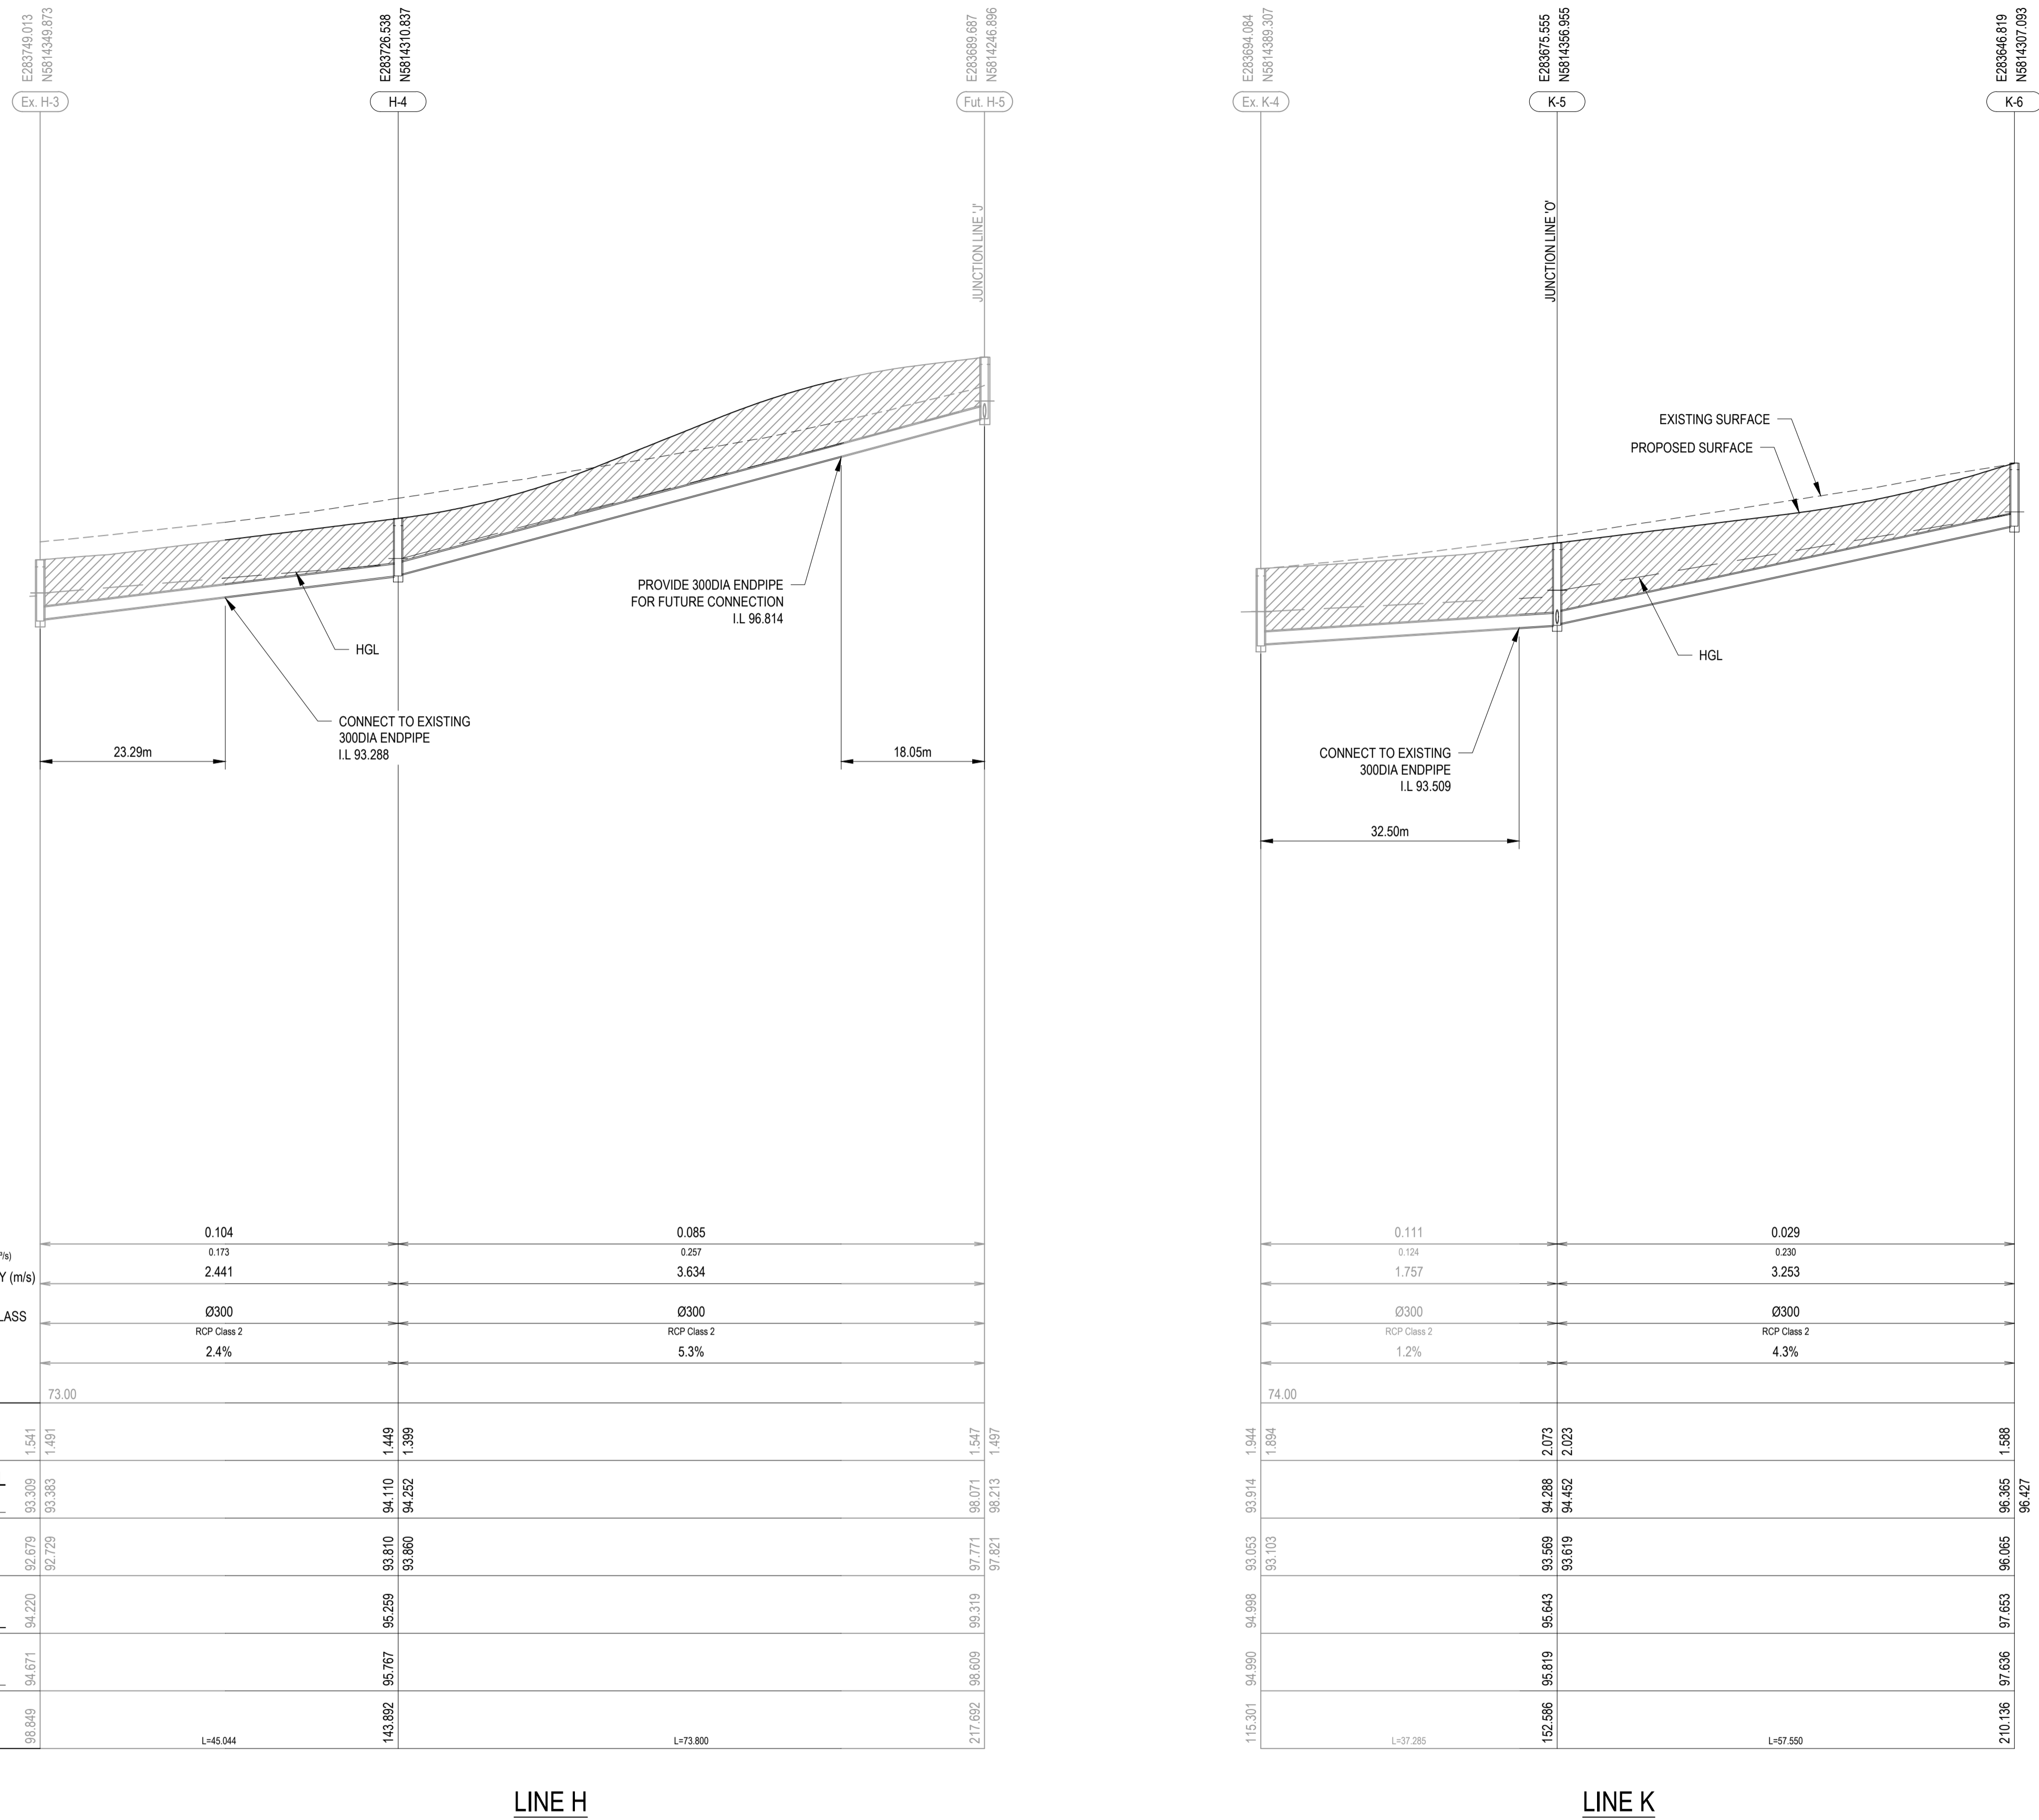 E283749.013
N5814349.873
Ex. H-3
E283726.538
N5814310.837
H-4
E283689.687
N5814246.896
Fut. H-5
JUNCTION LINE 'J'
E283694.084
N5814389.307
Ex. K-4
E283675.555
N5814356.955
K-5
JUNCTION LINE 'O'
E283646.819
N5814307.093
K-6
EXISTING SURFACE
PROPOSED SURFACE
PROVIDE 300DIA ENDPIPE
FOR FUTURE CONNECTION
I.L 96.814
HGL
HGL
CONNECT TO EXISTING
300DIA ENDPIPE
I.L 93.288
23.29m
18.05m
CONNECT TO EXISTING
300DIA ENDPIPE
I.L 93.509
32.50m
0.104 0.085 0.111 0.029
³/s) 0.173 0.257 0.124 0.230
Y (m/s) 2.441 3.634 1.757 3.253
LASS Ø300 Ø300 Ø300 Ø300
RCP Class 2 RCP Class 2 RCP Class 2 RCP Class 2
2.4% 5.3% 1.2% 4.3%
73.00 74.00
1.541 1.491 1.449 1.399 1.547 1.497 1.944 1.894 2.073 2.023 1.588
93.309 93.383 94.110 94.252 98.071 98.213 93.914 94.288 94.452 96.365 96.427
92.679 92.729 93.810 93.860 97.771 97.821 93.053 93.103 93.569 93.619 96.065
94.220 95.259 99.319 94.998 95.643 97.653
94.671 95.767 98.609 94.990 95.819 97.636
98.849 L=45.044 143.892 L=73.800 217.692 115.301 L=37.285 152.586 L=57.550 210.136
LINE H
LINE K